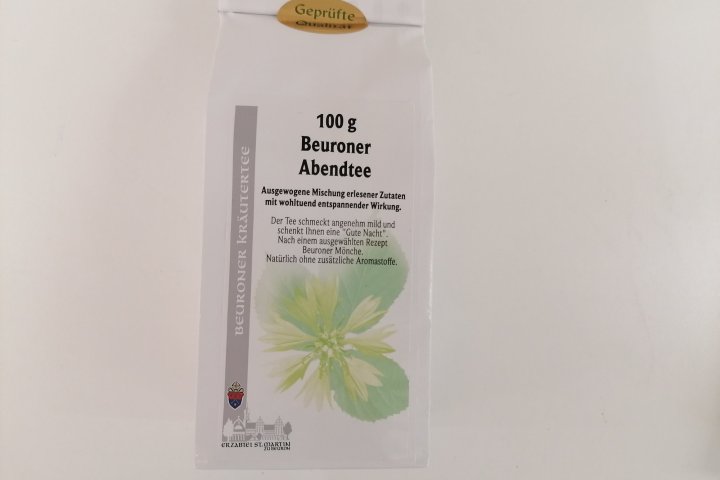 Geprüfte
Qualität
100 g
Beuroner
Abendtee
Ausgewogene Mischung erlesener Zutaten
mit wohltuend entspannender Wirkung.
Der Tee schmeckt angenehm mild und
schenkt Ihnen eine "Gute Nacht".
Nach einem ausgewählten Rezept
Beuroner Mönche.
Natürlich ohne zusätzliche Aromastoffe.
BEURONER KRÄUTERTEE
ERZABTEI ST. MARTIN
ZU BEURON